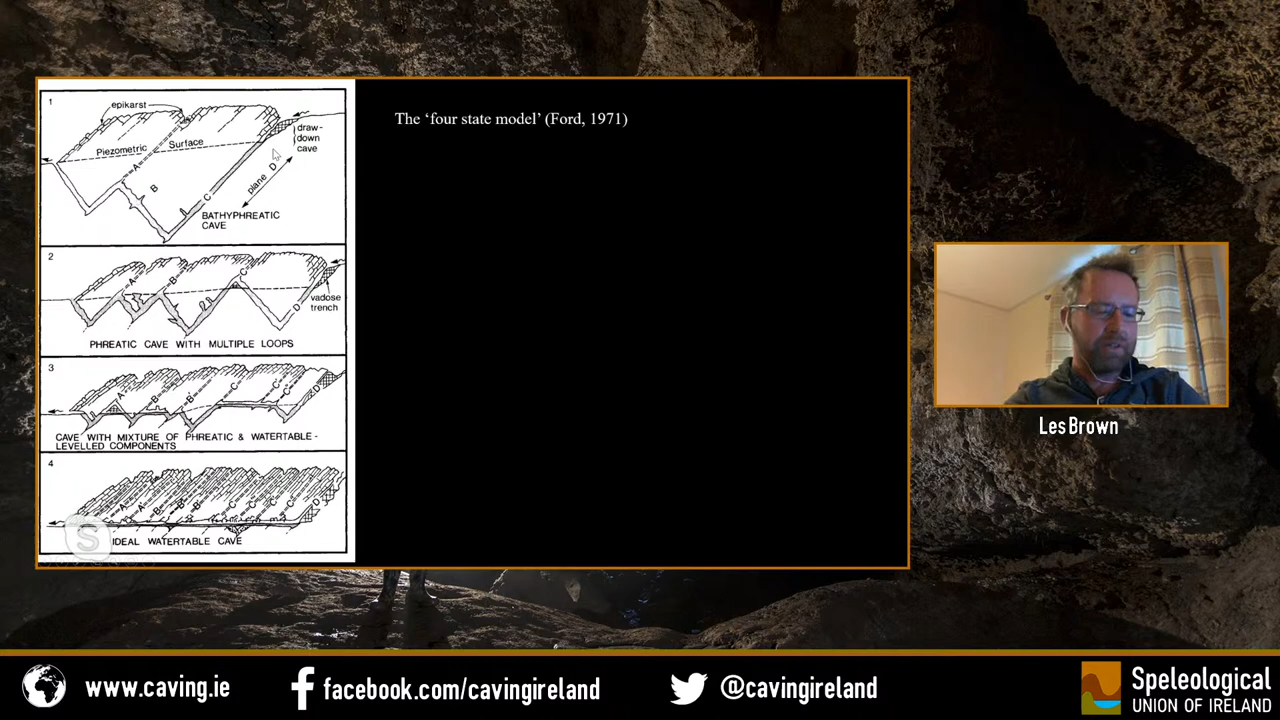 1
epikarst
draw-
down
cave
Piezometric Surface
A
B
C
plane D
BATHYPHREATIC
CAVE
2
A
B
C
D
vadose
trench
PHREATIC CAVE WITH MULTIPLE LOOPS
3
A
B
B'
C
C'
D
CAVE WITH MIXTURE OF PHREATIC & WATERTABLE-
LEVELLED COMPONENTS
4
A
A'
B
B'
C
C'
C"
D
IDEAL WATERTABLE CAVE
The ‘four state model’ (Ford, 1971)
Les Brown
www.caving.ie
facebook.com/cavingireland
@cavingireland
Speleological
UNION OF IRELAND